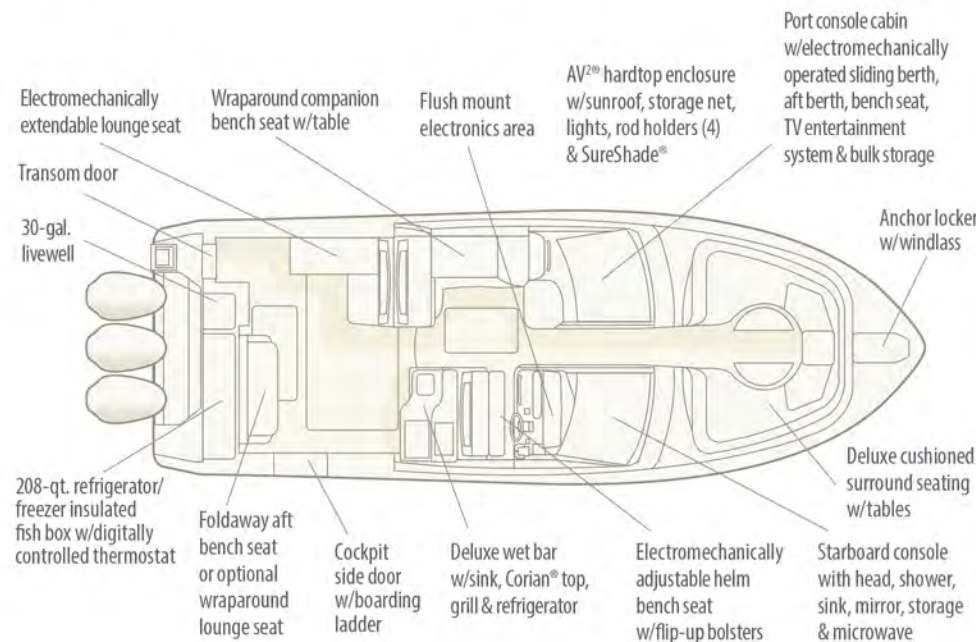 Port console cabin
w/electromechanically
operated sliding berth,
aft berth, bench seat,
TV entertainment
system & bulk storage
AV²® hardtop enclosure
w/sunroof, storage net,
lights, rod holders (4)
& SureShade®
Flush mount
electronics area
Wraparound companion
bench seat w/table
Electromechanically
extendable lounge seat
Transom door
30-gal.
livewell
Anchor locker
w/windlass
208-qt. refrigerator/
freezer insulated
fish box w/digitally
controlled thermostat
Foldaway aft
bench seat
or optional
wraparound
lounge seat
Cockpit
side door
w/boarding
ladder
Deluxe wet bar
w/sink, Corian® top,
grill & refrigerator
Electromechanically
adjustable helm
bench seat
w/flip-up bolsters
Starboard console
with head, shower,
sink, mirror, storage
& microwave
Deluxe cushioned
surround seating
w/tables